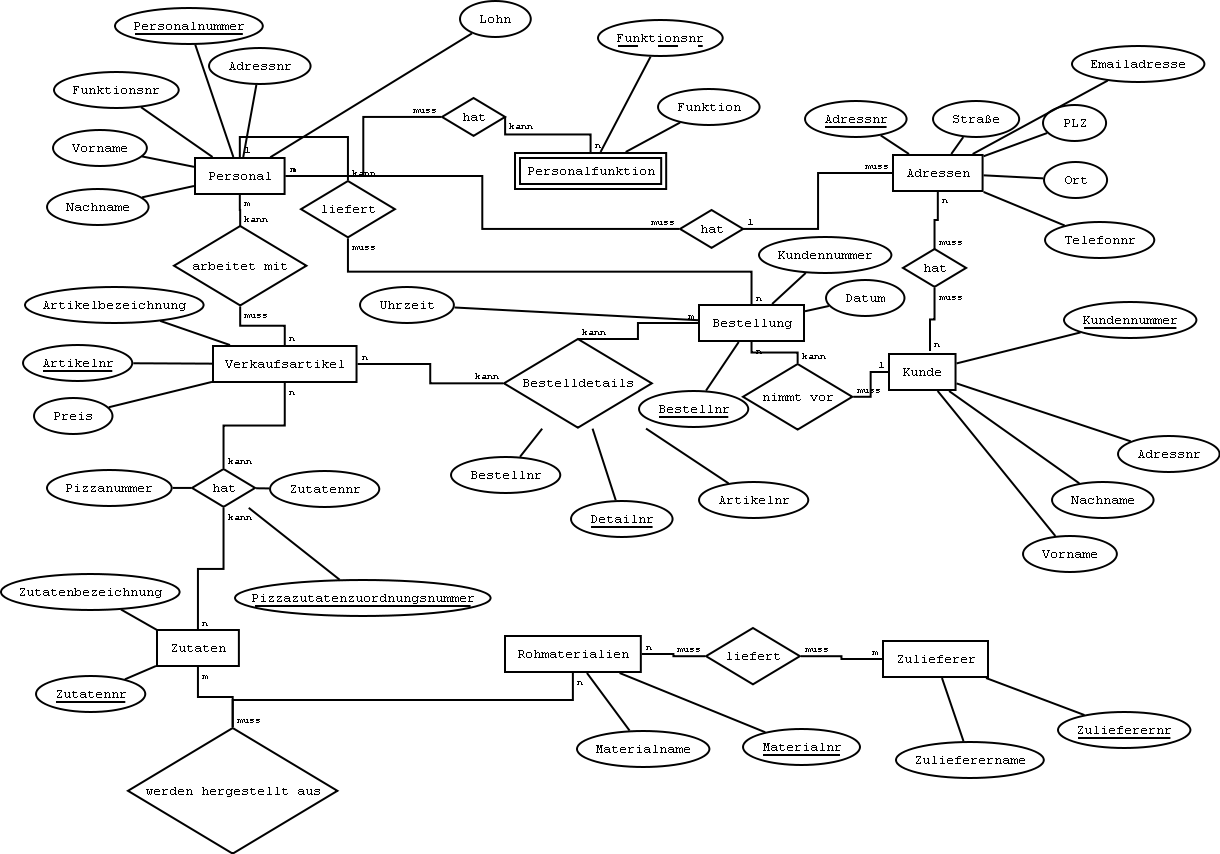 Lohn
Personalnummer
Funktionsnr
Adressnr
Emailadresse
Funktionsnr
Funktion
muss
hat
kann
n
Adressnr
Straße
PLZ
Vorname
1
Personal
m
kann
Personalfunktion
muss
Adressen
Ort
Nachname
m
kann
liefert
muss
hat
1
n
Telefonnr
muss
muss
Kundennummer
arbeitet mit
hat
muss
Artikelbezeichnung
muss
Uhrzeit
n
Datum
m
Bestellung
Kundennummer
n
kann
n
kann
n
Artikelnr
Verkaufsartikel
n
kann
Bestelldetails
1
Kunde
muss
nimmt vor
Preis
n
Bestellnr
kann
Adressnr
Bestellnr
Pizzanummer
hat
Zutatennr
Artikelnr
Nachname
kann
Detailnr
Vorname
Zutatenbezeichnung
Pizzazutatenzuordnungsnummer
n
Zutaten
Rohmaterialien
n
muss
liefert
muss
m
Zulieferer
m
n
Zutatennr
muss
Materialname
Materialnr
Zulieferernr
Zulieferername
werden hergestellt aus